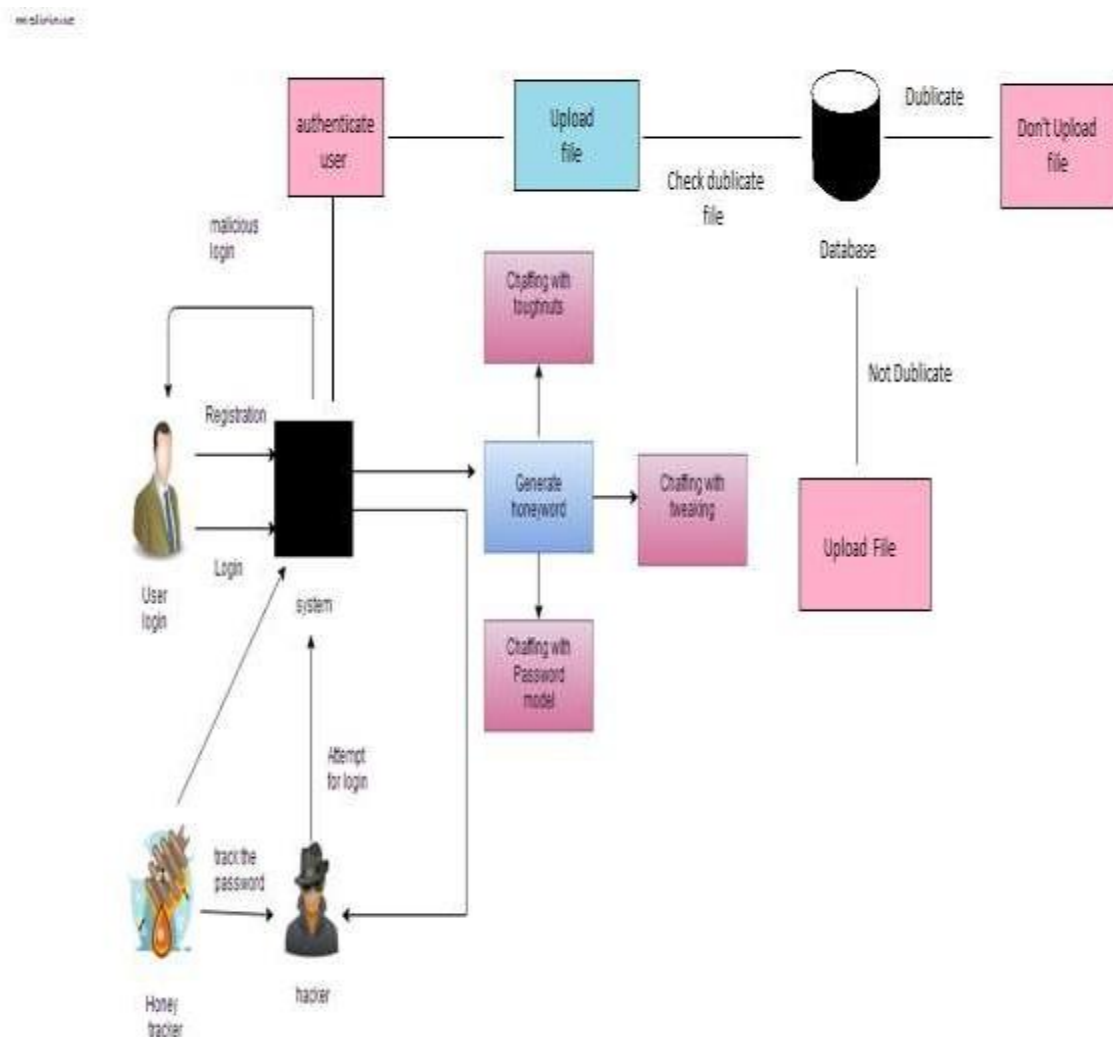 authenticate
user
Upload
file
Dublicate
Don't Upload
file
Check dublicate
file
Database
malicious
login
Chaffing with
toughnuts
Not Dublicate
Registration
Generate
honeyword
Chaffing with
tweaking
Upload File
Login
User
login
system
Chaffing with
Password
model
Attempt
for login
track the
password
hacker
Honey
tracker